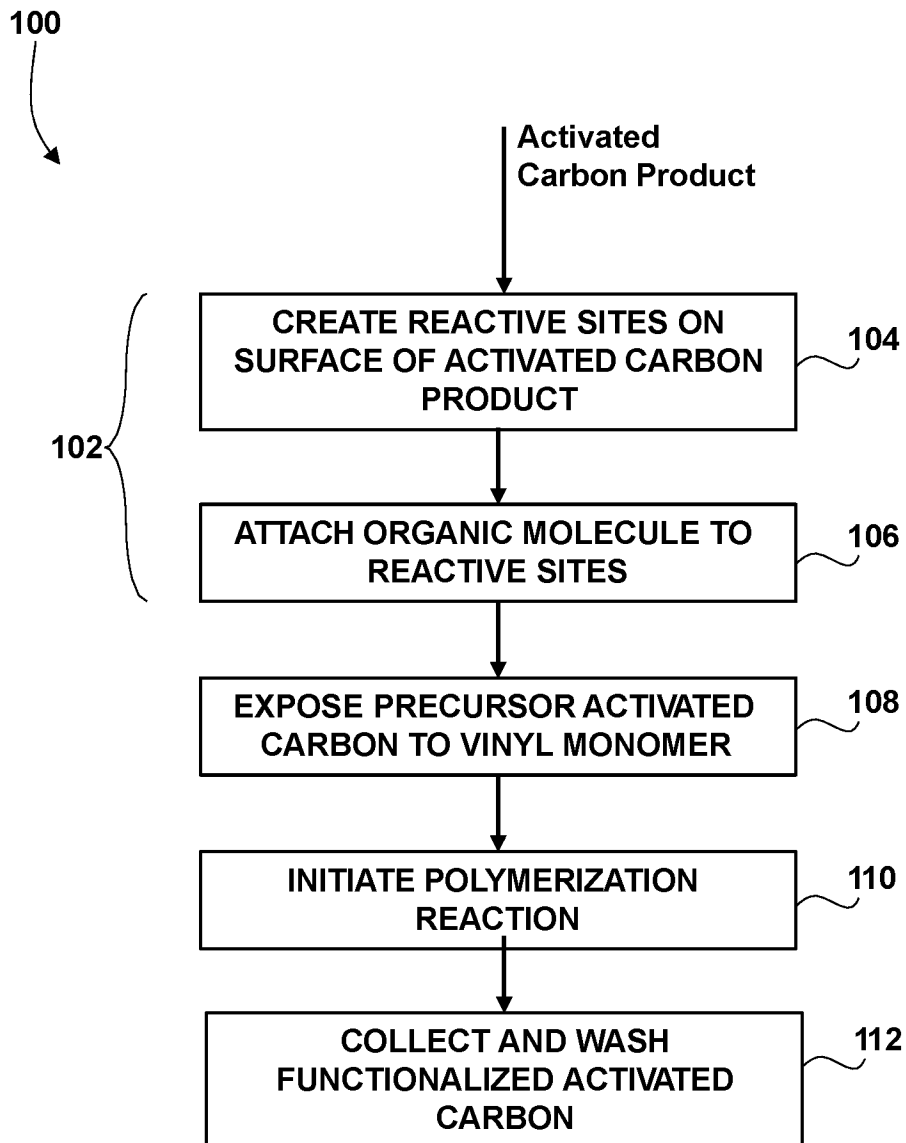 100
Activated
Carbon Product
CREATE REACTIVE SITES ON
SURFACE OF ACTIVATED CARBON
PRODUCT
104
102
ATTACH ORGANIC MOLECULE TO
REACTIVE SITES
106
EXPOSE PRECURSOR ACTIVATED
CARBON TO VINYL MONOMER
108
INITIATE POLYMERIZATION
REACTION
110
COLLECT AND WASH
FUNCTIONALIZED ACTIVATED
CARBON
112